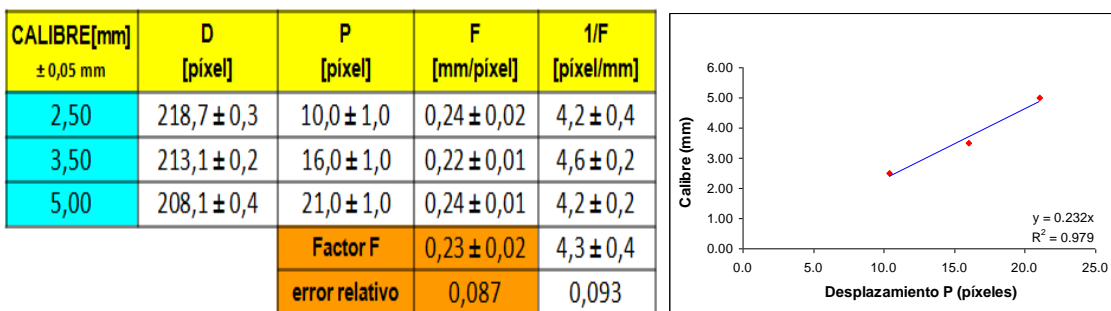 CALIBRE[mm] D P F 1/F
± 0,05 mm [píxel] [píxel] [mm/píxel] [píxel/mm]
2,50 218,7 ± 0,3 10,0 ± 1,0 0,24 ± 0,02 4,2 ± 0,4
3,50 213,1 ± 0,2 16,0 ± 1,0 0,22 ± 0,01 4,6 ± 0,2
5,00 208,1 ± 0,4 21,0 ± 1,0 0,24 ± 0,01 4,2 ± 0,2
Factor F 0,23 ± 0,02 4,3 ± 0,4
error relativo 0,087 0,093
6.00
5.00
4.00
3.00
2.00
1.00
0.00
Calibre (mm)
y = 0.232x
R² = 0.979
0.0 5.0 10.0 15.0 20.0 25.0
Desplazamiento P (píxeles)